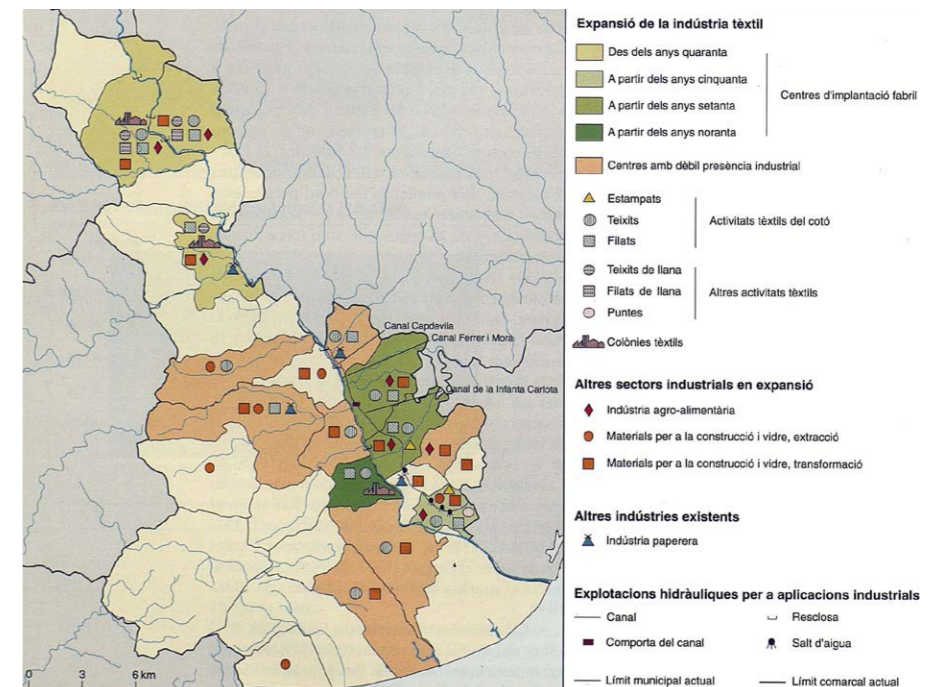 Canal Capdevila
Canal Ferrer i Mora
Canal de la Infanta Carlota
0 3 6 km
Expansió de la indústria tèxtil
Des dels anys quaranta
A partir dels anys cinquanta
A partir dels anys setanta
A partir dels anys noranta
Centres d'implantació fabril
Centres amb dèbil presència industrial
Estampats
Teixits
Filats
Activitats tèxtils del cotó
Teixits de llana
Filats de llana
Puntes
Altres activitats tèxtils
Colònies tèxtils
Altres sectors industrials en expansió
Indústria agro-alimentària
Materials per a la construcció i vidre, extracció
Materials per a la construcció i vidre, transformació
Altres indústries existents
Indústria paperera
Explotacions hidràuliques per a aplicacions industrials
Canal
Resclosa
Comporta del canal
Salt d'aigua
Límit municipal actual
Límit comarcal actual